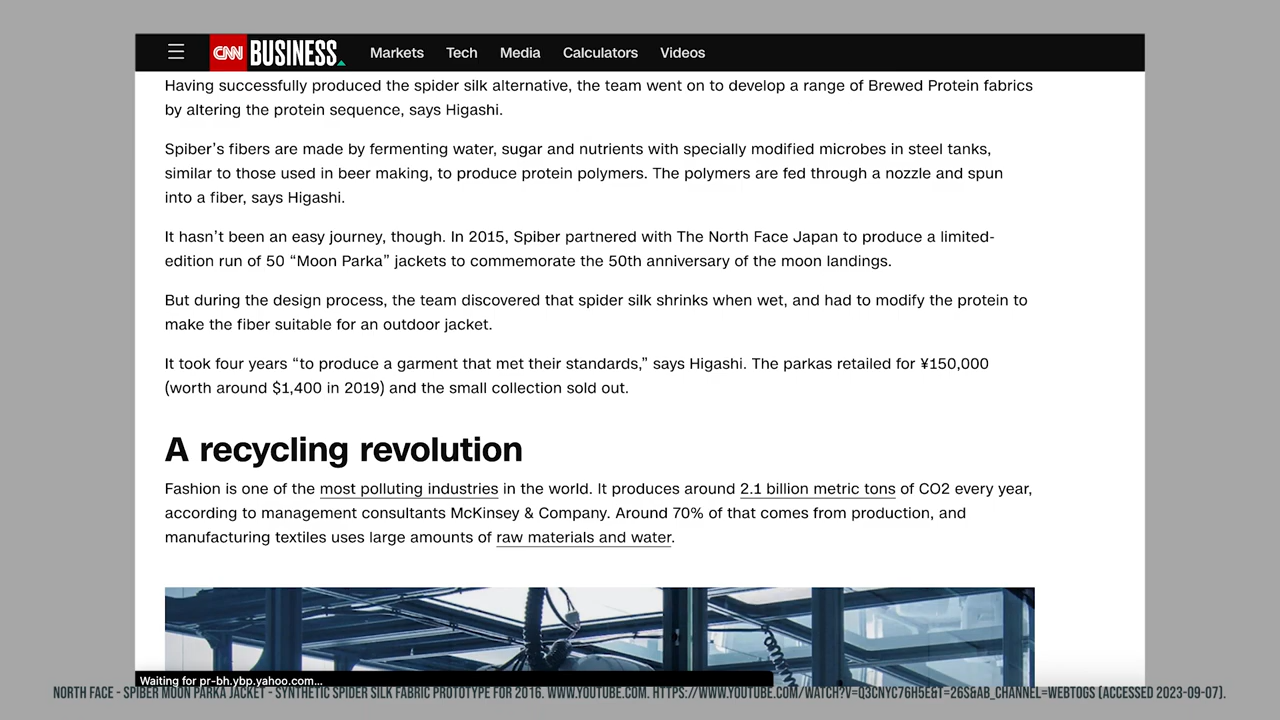 CNN BUSINESS Markets Tech Media Calculators Videos
Having successfully produced the spider silk alternative, the team went on to develop a range of Brewed Protein fabrics
by altering the protein sequence, says Higashi.
Spiber’s fibers are made by fermenting water, sugar and nutrients with specially modified microbes in steel tanks,
similar to those used in beer making, to produce protein polymers. The polymers are fed through a nozzle and spun
into a fiber, says Higashi.
It hasn’t been an easy journey, though. In 2015, Spiber partnered with The North Face Japan to produce a limited-
edition run of 50 “Moon Parka” jackets to commemorate the 50th anniversary of the moon landings.
But during the design process, the team discovered that spider silk shrinks when wet, and had to modify the protein to
make the fiber suitable for an outdoor jacket.
It took four years “to produce a garment that met their standards,” says Higashi. The parkas retailed for ¥150,000
(worth around $1,400 in 2019) and the small collection sold out.
A recycling revolution
Fashion is one of the most polluting industries in the world. It produces around 2.1 billion metric tons of CO2 every year,
according to management consultants McKinsey & Company. Around 70% of that comes from production, and
manufacturing textiles uses large amounts of raw materials and water.
Waiting for pr-bh.ybp.yahoo.com...
NORTH FACE - SPIBER MOON PARKA JACKET - SYNTHETIC SPIDER SILK FABRIC PROTOTYPE FOR 2016. WWW.YOUTUBE.COM. HTTPS://WWW.YOUTUBE.COM/WATCH?V=Q3CNYC76H5E&T=26S&AB_CHANNEL=WEBTOGS (ACCESSED 2023-09-07).